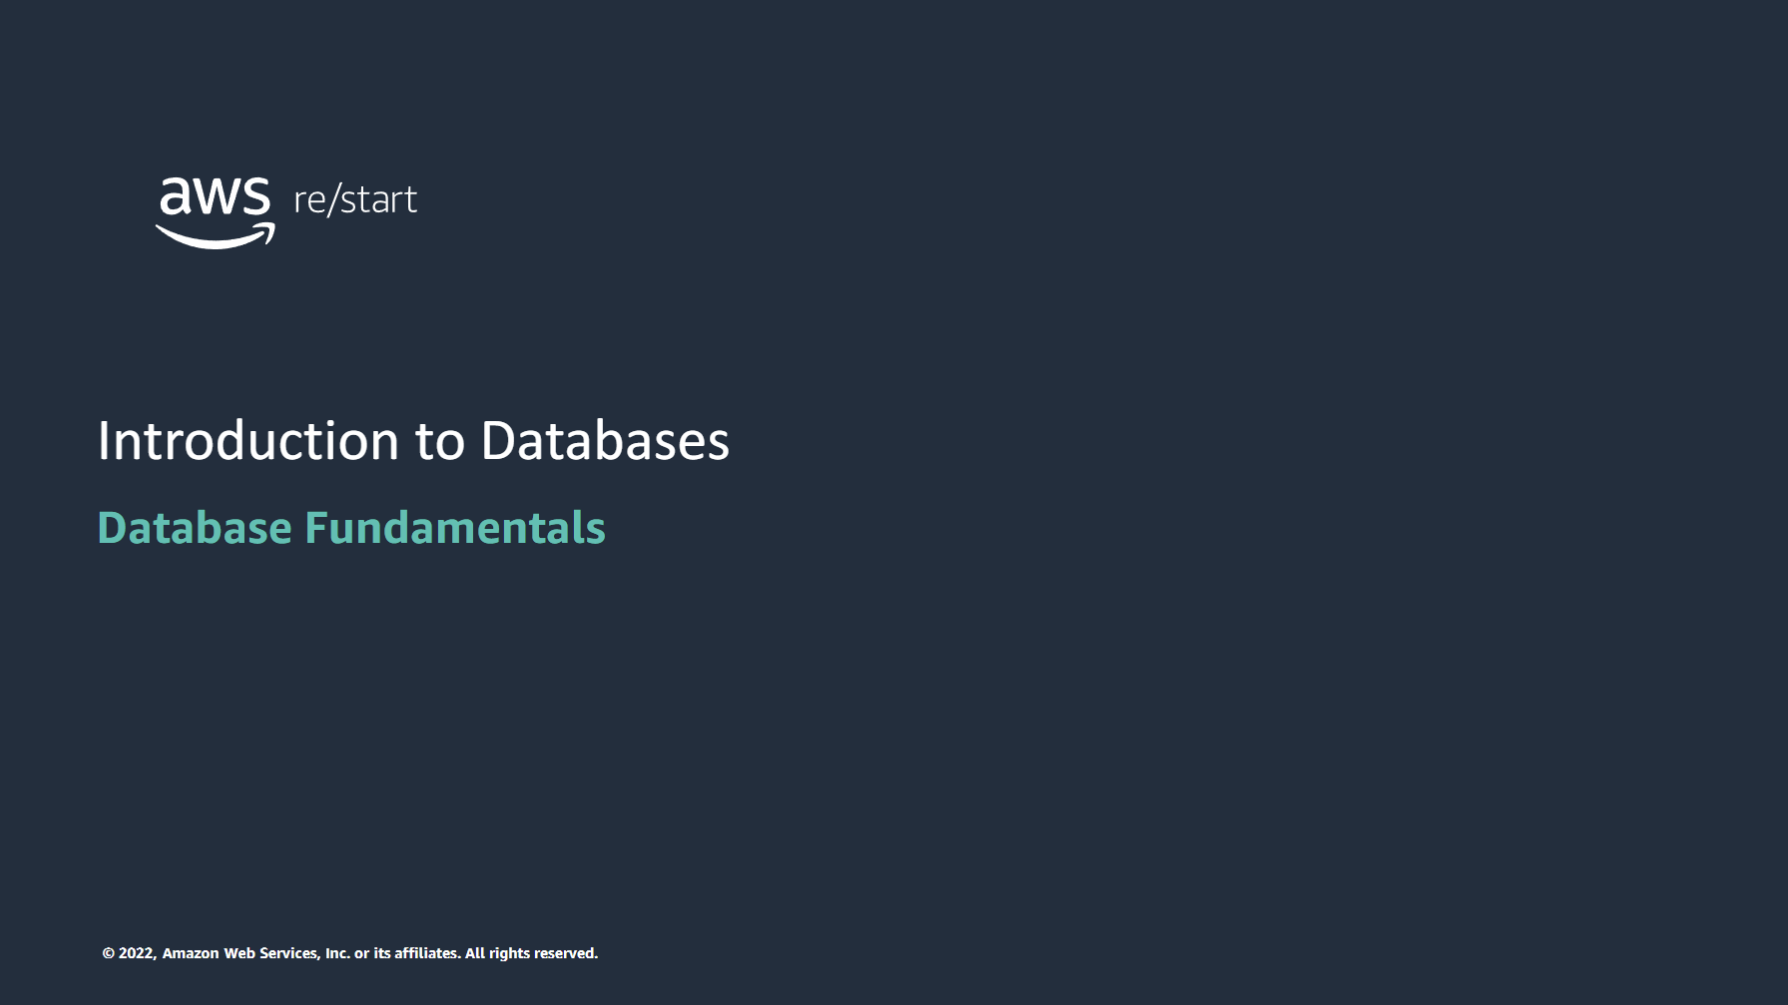 aws re/start
Introduction to Databases
Database Fundamentals
© 2022, Amazon Web Services, Inc. or its affiliates. All rights reserved.